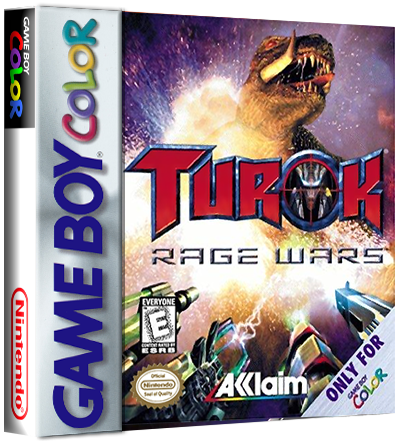 GAME BOY
COLOR
Nintendo
GAME BOY COLOR
TUROK
RAGE WARS
EVERYONE
E
CONTENT RATED BY
ESRB
Official
Nintendo
Seal of Quality
AKKlaim
ONLY FOR
GAME BOY
COLOR